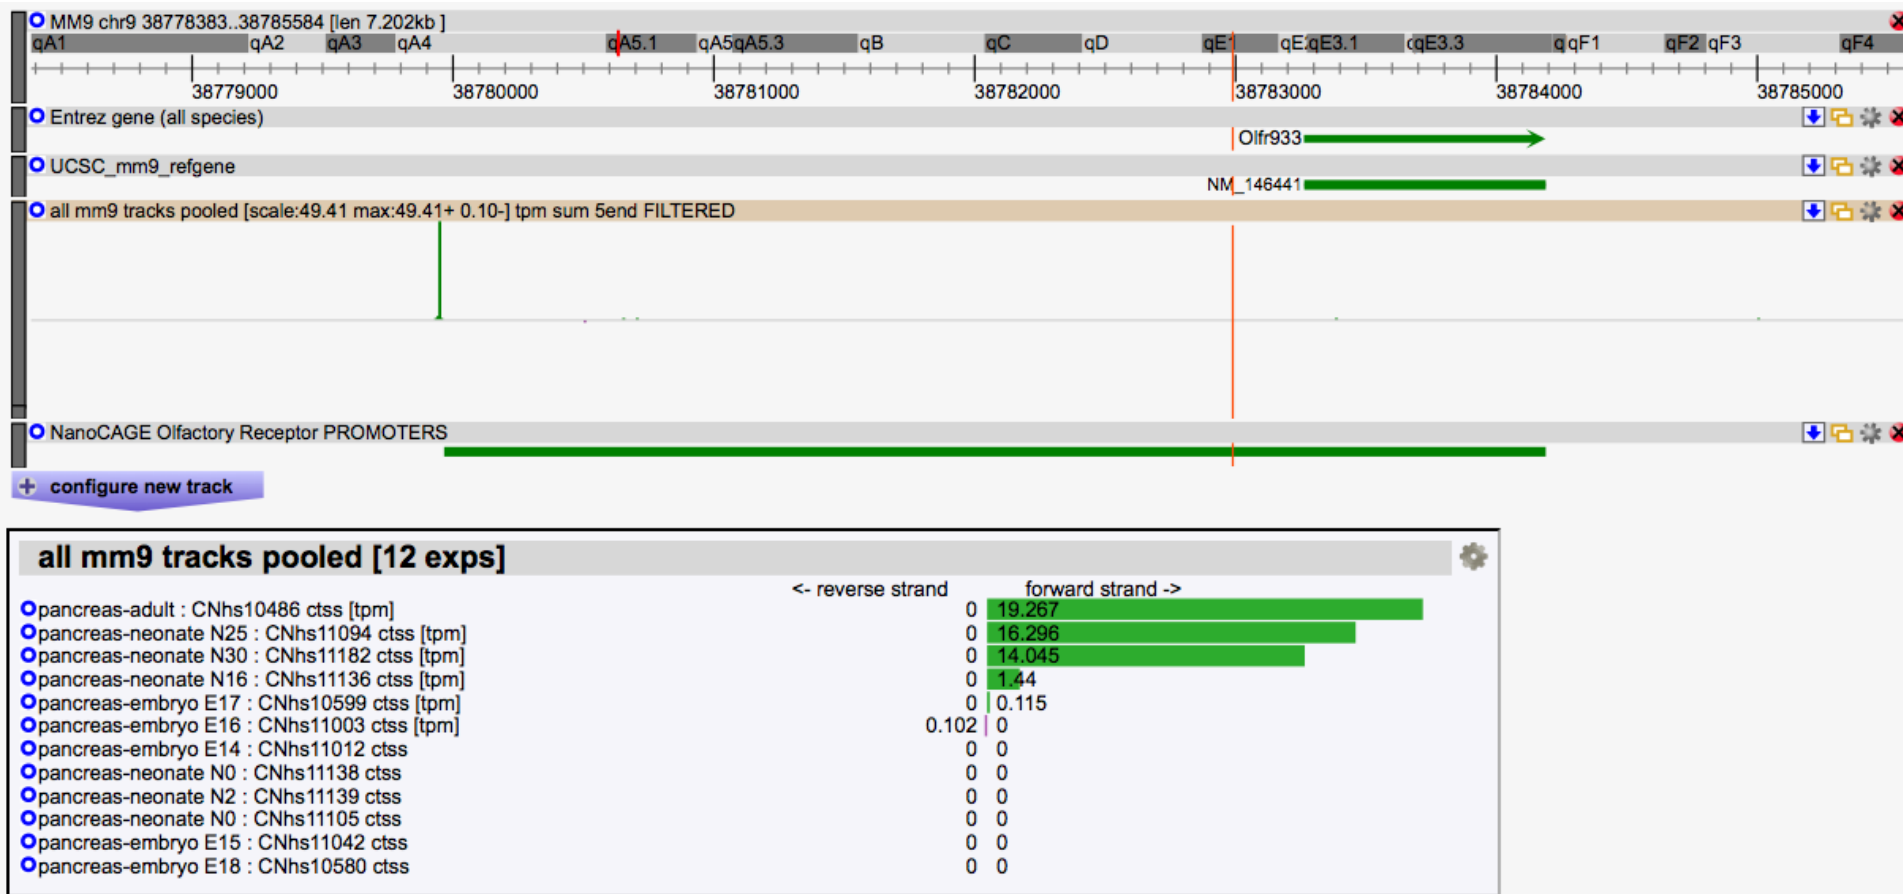 MM9 chr9 38778383..38785584 [len 7.202kb ]
qA1 qA2 qA3 qA4 qA5.1 qA5qA5.3 qB qC qD qE1 qE2qE3.1 qE3.3 q qF1 qF2 qF3 qF4
38779000 38780000 38781000 38782000 38783000 38784000 38785000
Entrez gene (all species)
Olfr933
UCSC_mm9_refgene
NM_146441
all mm9 tracks pooled [scale:49.41 max:49.41+ 0.10-] tpm sum 5end FILTERED
NanoCAGE Olfactory Receptor PROMOTERS
configure new track
all mm9 tracks pooled [12 exps]
<- reverse strand forward strand ->
pancreas-adult : CNhs10486 ctss [tpm] 0 19.267
pancreas-neonate N25 : CNhs11094 ctss [tpm] 0 16.296
pancreas-neonate N30 : CNhs11182 ctss [tpm] 0 14.045
pancreas-neonate N16 : CNhs11136 ctss [tpm] 0 1.44
pancreas-embryo E17 : CNhs10599 ctss [tpm] 0 0.115
pancreas-embryo E16 : CNhs11003 ctss [tpm] 0.102 0
pancreas-embryo E14 : CNhs11012 ctss 0 0
pancreas-neonate N0 : CNhs11138 ctss 0 0
pancreas-neonate N2 : CNhs11139 ctss 0 0
pancreas-neonate N0 : CNhs11105 ctss 0 0
pancreas-embryo E15 : CNhs11042 ctss 0 0
pancreas-embryo E18 : CNhs10580 ctss 0 0